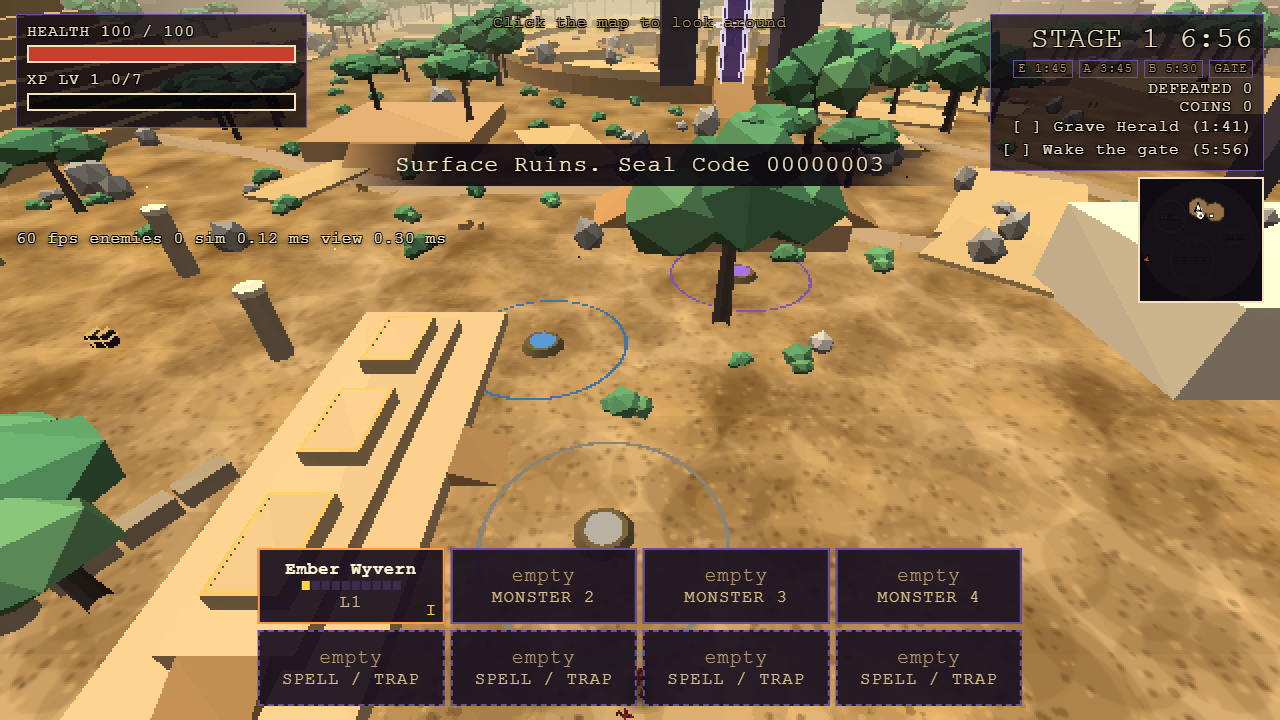 Click the map to look around
HEALTH 100 / 100
XP LV 1 0/7
STAGE 1 6:56
E 1:45 A 3:45 B 5:30 GATE
DEFEATED 0
COINS 0
[ ] Grave Herald (1:41)
[ ] Wake the gate (5:56)
Surface Ruins. Seal Code 00000003
60 fps enemies 0 sim 0.12 ms view 0.30 ms
Ember Wyvern
L1
I
empty
MONSTER 2
empty
MONSTER 3
empty
MONSTER 4
empty
SPELL / TRAP
empty
SPELL / TRAP
empty
SPELL / TRAP
empty
SPELL / TRAP